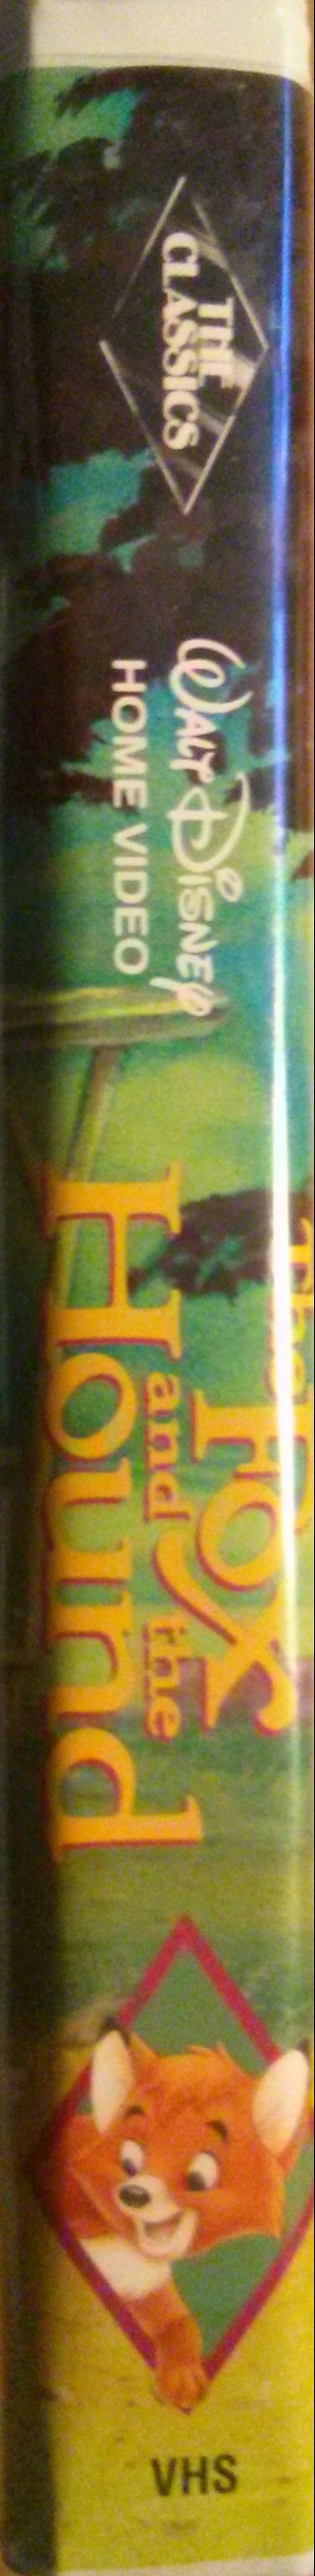 THE
CLASSICS
WALT DISNEY
HOME VIDEO
The
FOX
and the
Hound
VHS